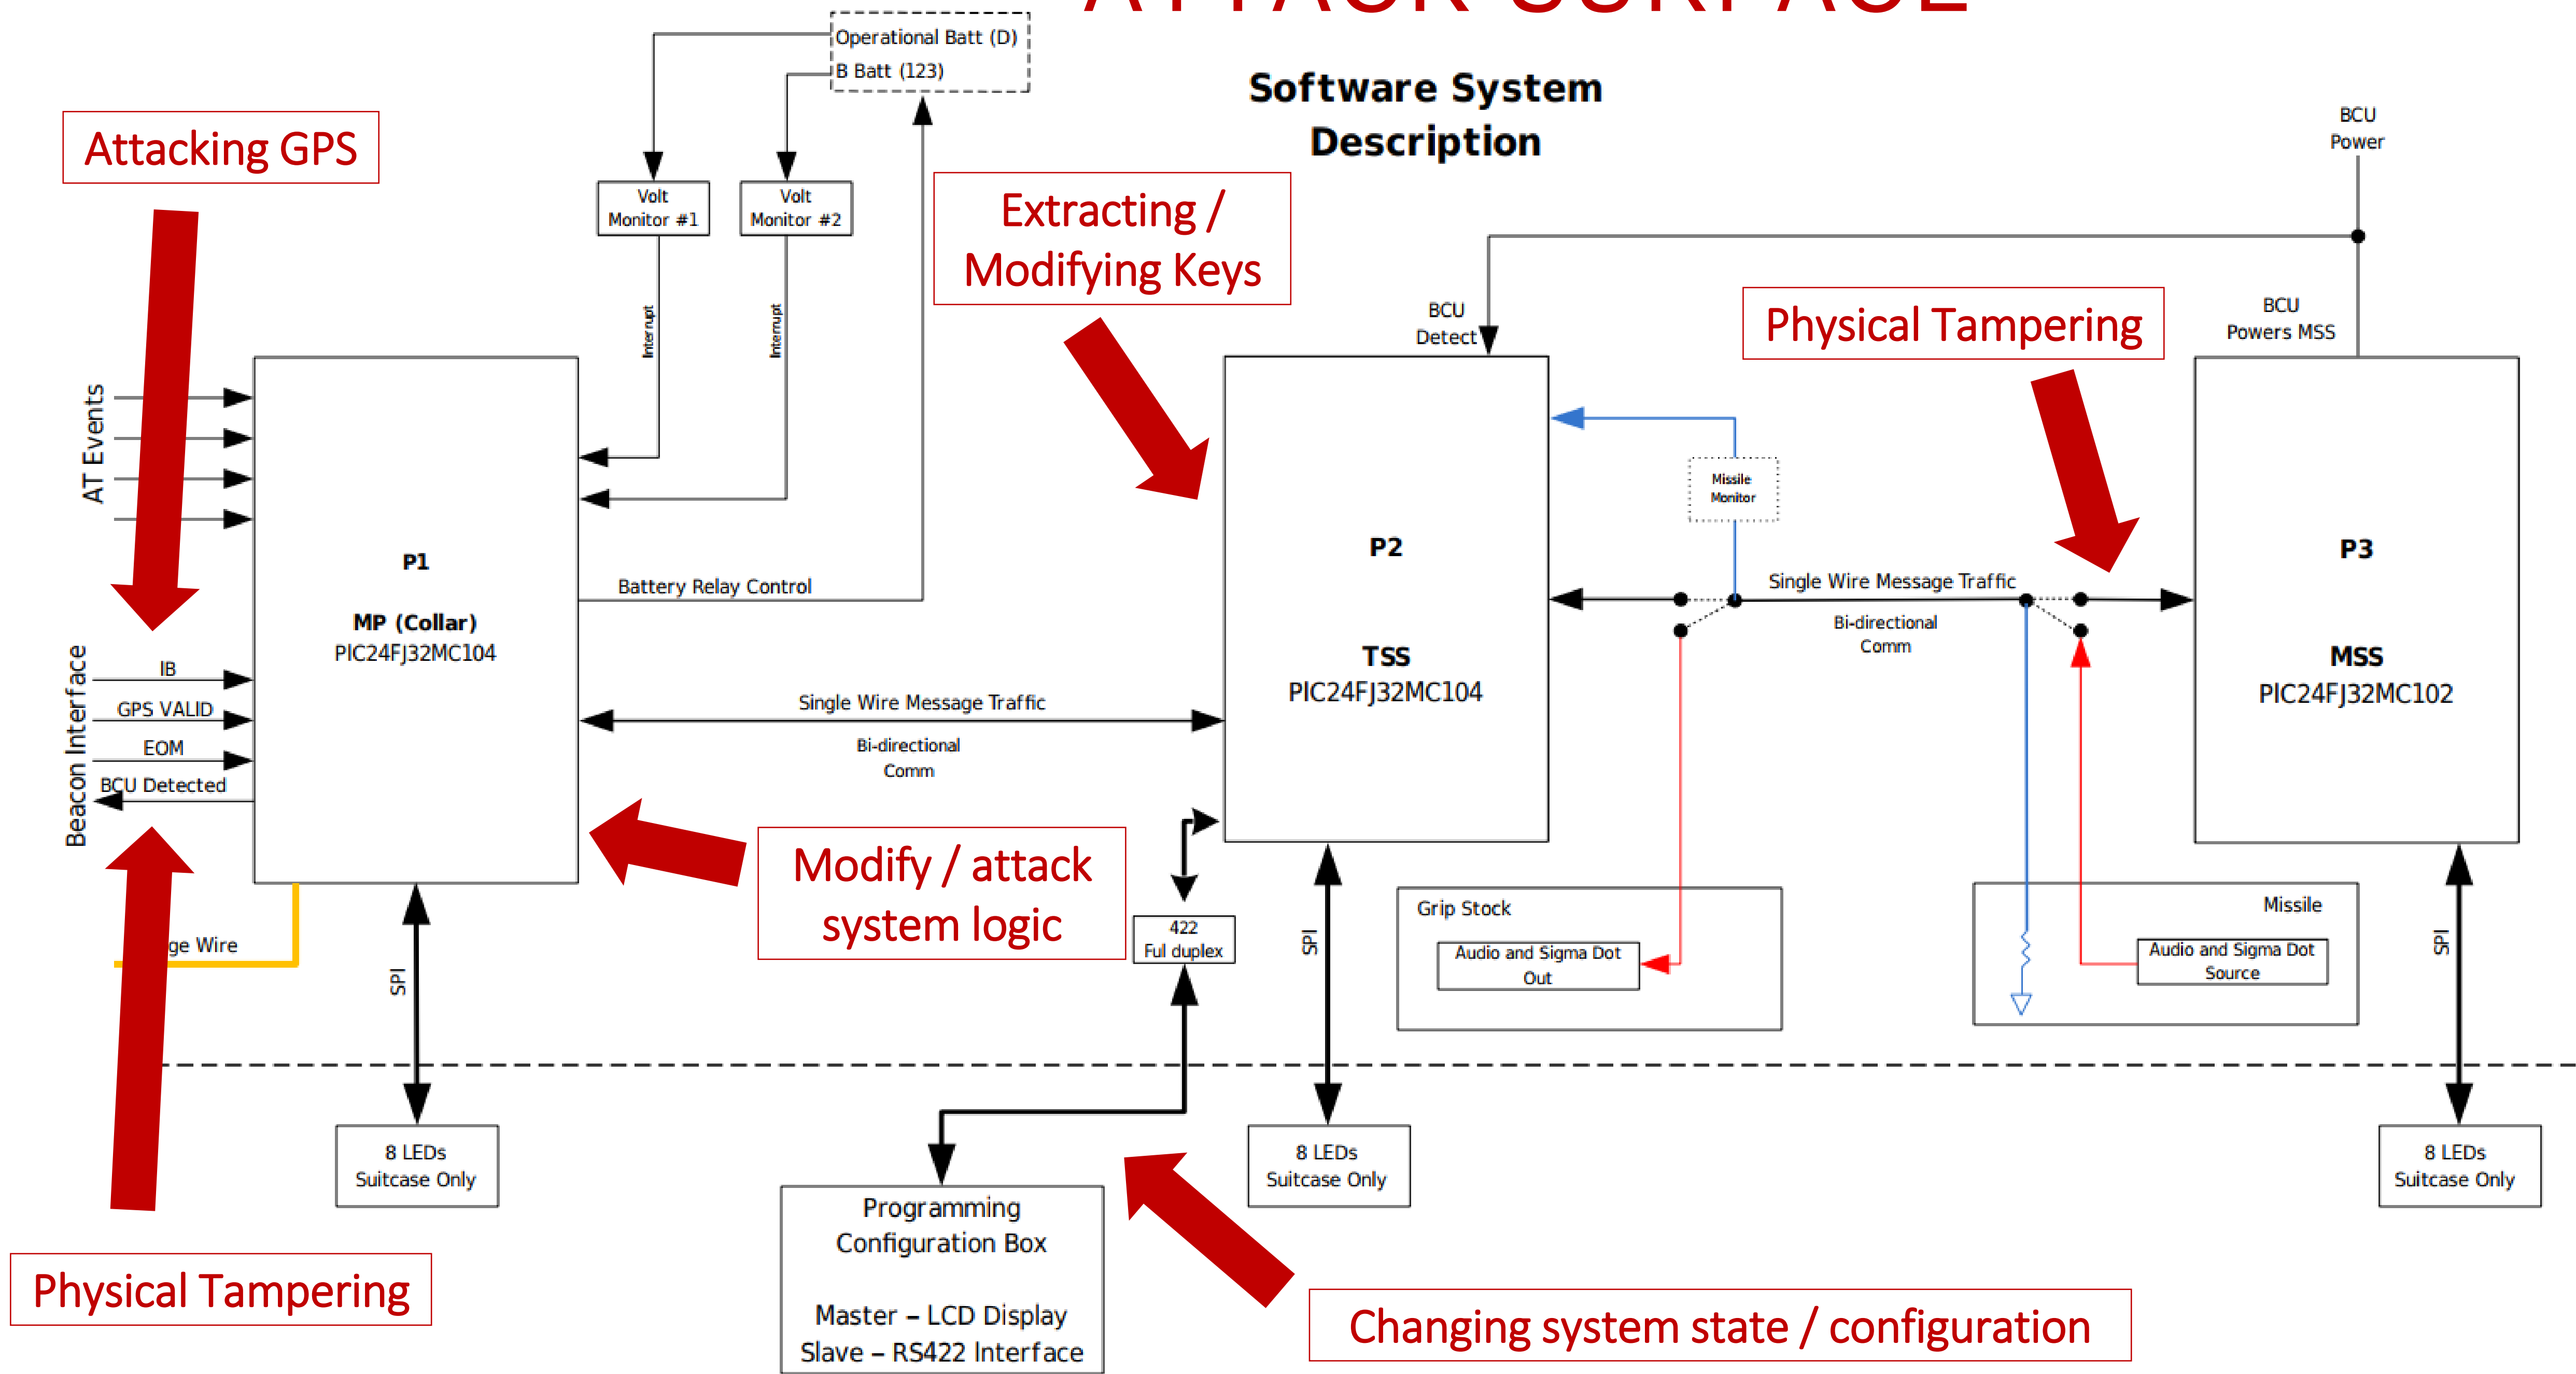 ATTACK SURFACE
Operational Batt (D)
B Batt (123)
Software System
Description
BCU
Power
Attacking GPS
Volt
Monitor #1
Volt
Monitor #2
Extracting /
Modifying Keys
Interrupt
Interrupt
BCU
Detect
Physical Tampering
BCU
Powers MSS
AT Events
P1
MP (Collar)
PIC24FJ32MC104
Battery Relay Control
Missile
Monitor
P2
TSS
PIC24FJ32MC104
Single Wire Message Traffic
Bi-directional
Comm
P3
MSS
PIC24FJ32MC102
Beacon Interface
IB
GPS VALID
EOM
BCU Detected
Single Wire Message Traffic
Bi-directional
Comm
Modify / attack
system logic
ge Wire
SPI
422
Ful duplex
SPI
Grip Stock
Audio and Sigma Dot
Out
Missile
Audio and Sigma Dot
Source
SPI
8 LEDs
Suitcase Only
8 LEDs
Suitcase Only
8 LEDs
Suitcase Only
Programming
Configuration Box
Master – LCD Display
Slave – RS422 Interface
Physical Tampering
Changing system state / configuration